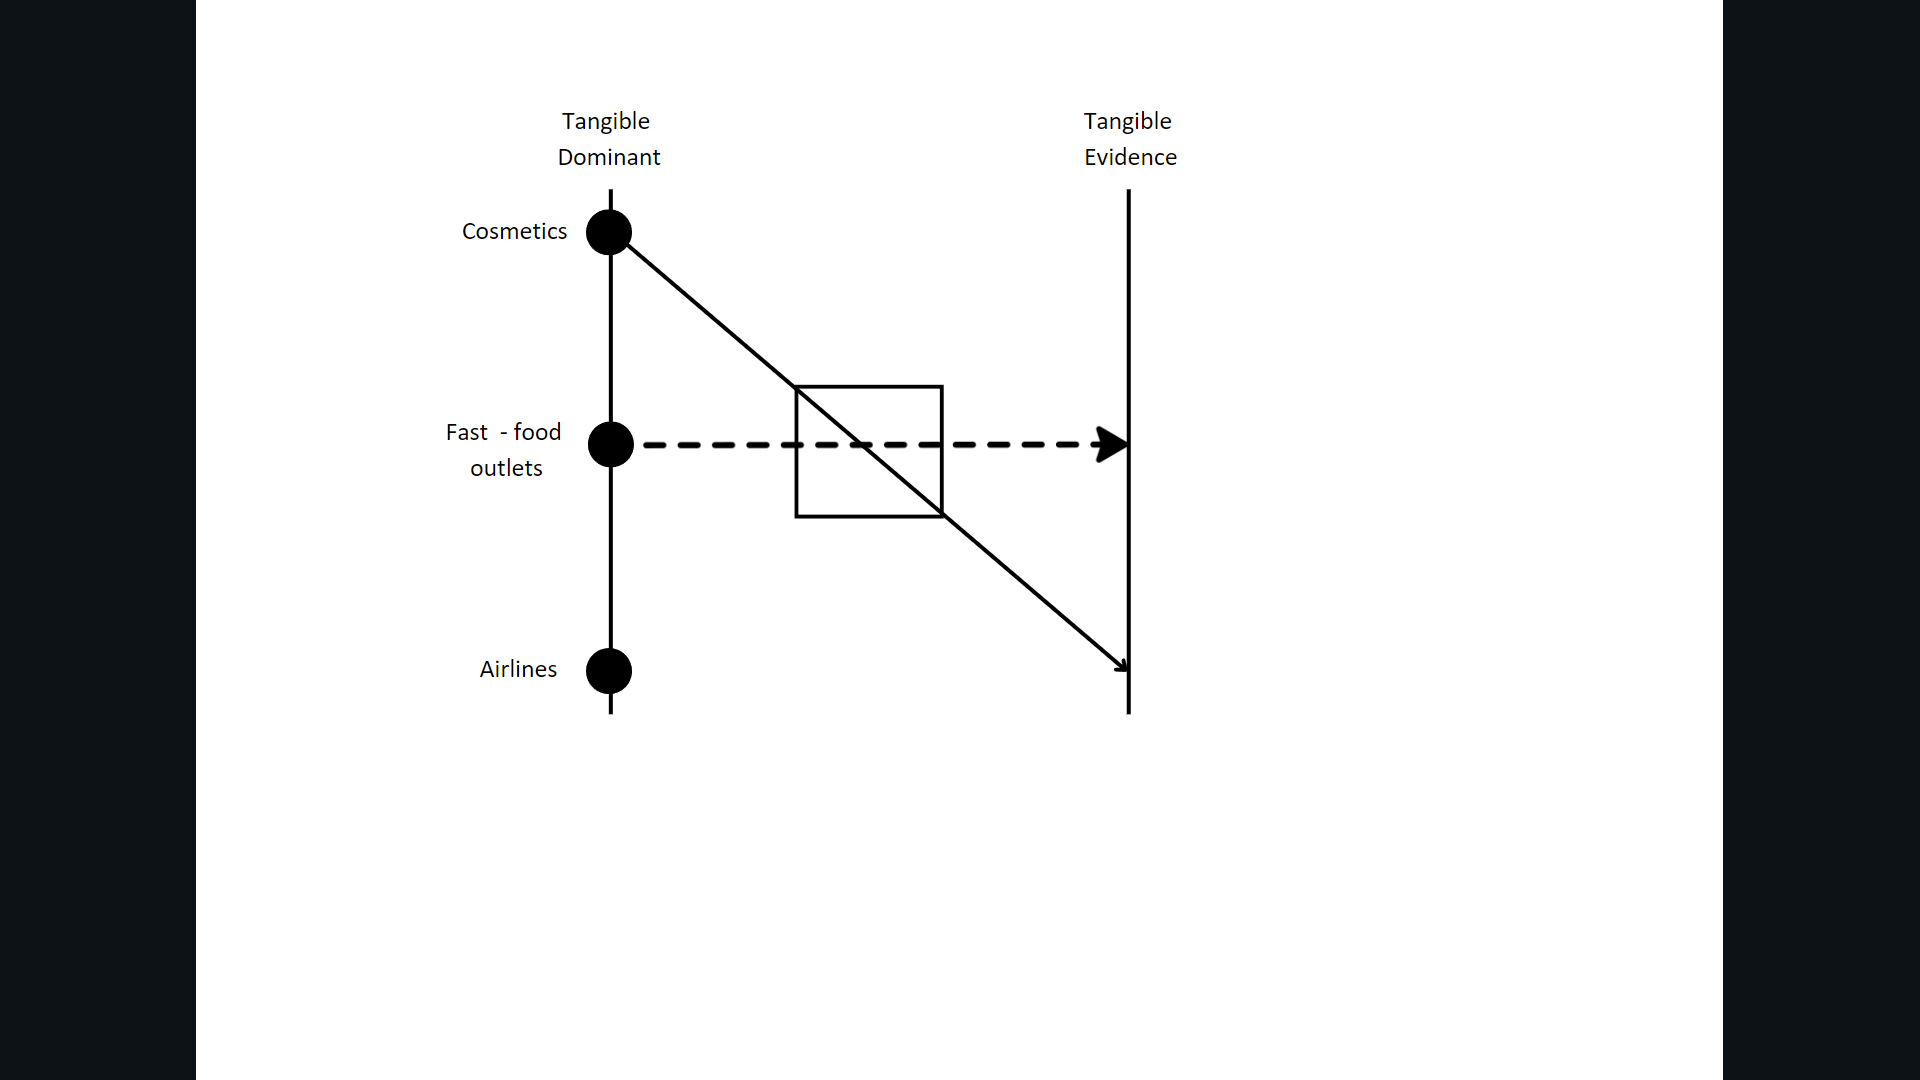 Tangible
Dominant
Tangible
Evidence
Cosmetics
Fast  - food
outlets
Airlines